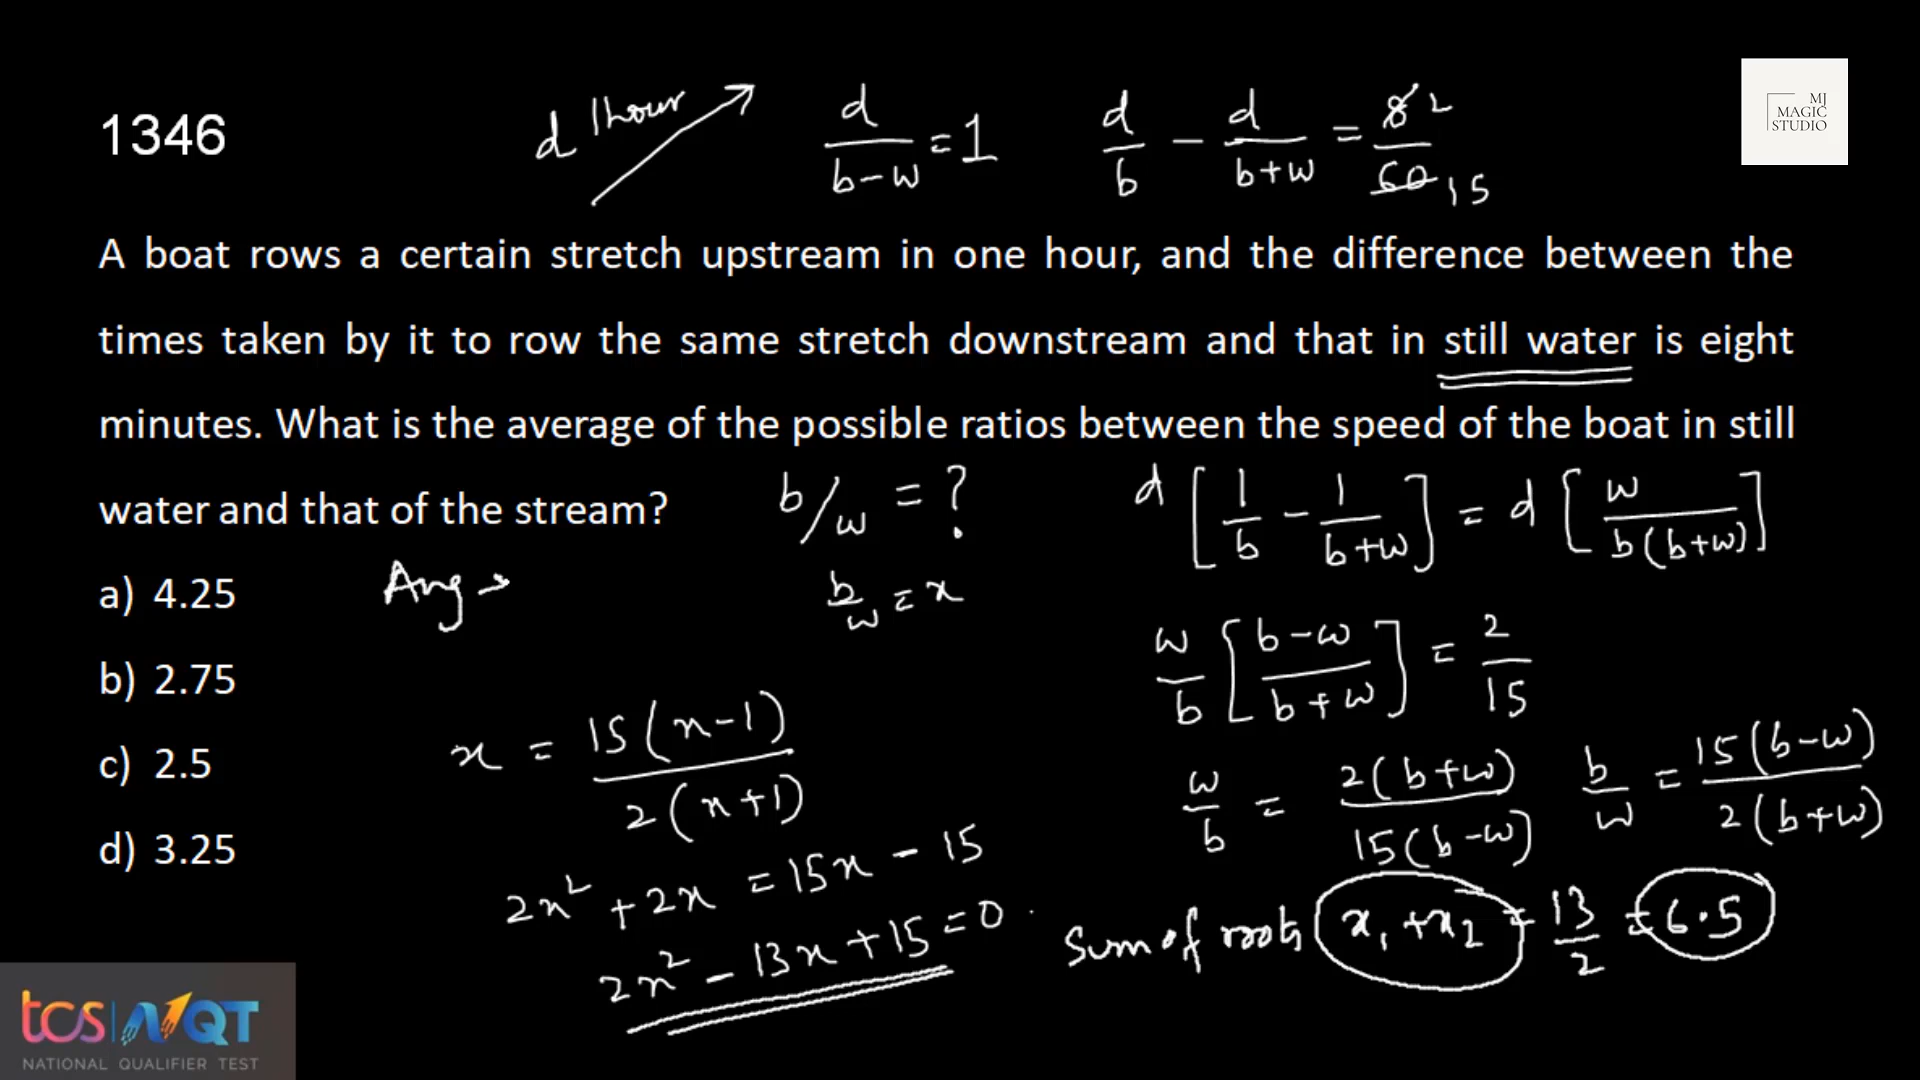 1346
d 1hour
d/(b-w) = 1
d/b - d/(b+w) = 8/60 2/15
MJ
MAGIC
STUDIO
A boat rows a certain stretch upstream in one hour, and the difference between the
times taken by it to row the same stretch downstream and that in still water is eight
minutes. What is the average of the possible ratios between the speed of the boat in still
water and that of the stream?
b/w = ?
d[1/b - 1/(b+w)] = d[w/(b(b+w))]
a) 4.25
Avg →
b/w = x
w/b[(b-w)/(b+w)] = 2/15
b) 2.75
x = 15(x-1)/2(x+1)
c) 2.5
w/b = 2(b+w)/15(b-w)
b/w = 15(b-w)/2(b+w)
d) 3.25
2x² + 2x = 15x - 15
2x² - 13x + 15 = 0
Sum of roots x₁ + x₂ = 13/2 = 6.5
tcs NQT
NATIONAL QUALIFIER TEST